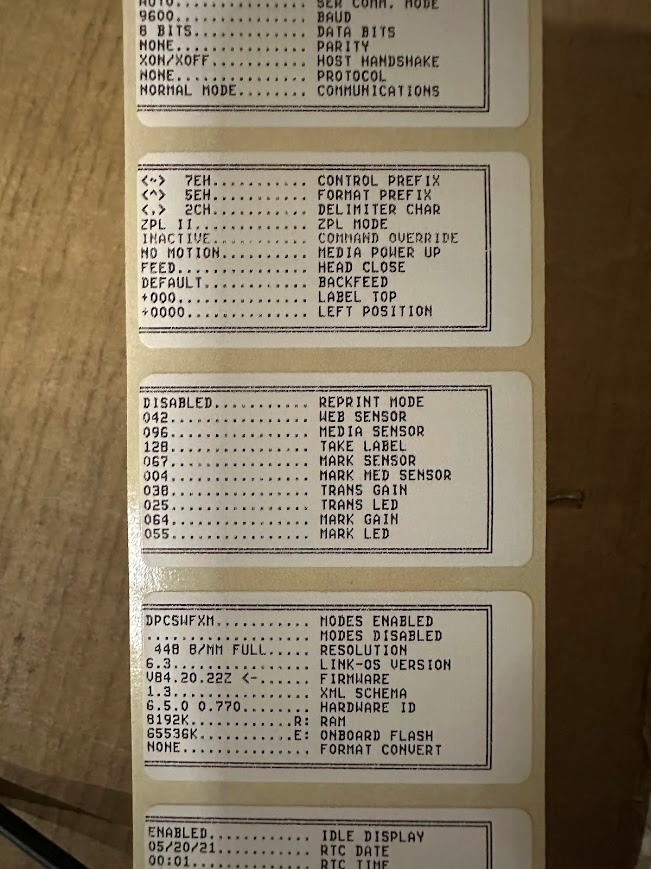 AUTO............ SER COMM. MODE
9600............ BAUD
8 BITS.......... DATA BITS
NONE............ PARITY
XON/XOFF........ HOST HANDSHAKE
NONE............ PROTOCOL
NORMAL MODE..... COMMUNICATIONS
<~> 7EH......... CONTROL PREFIX
<^> 5EH......... FORMAT PREFIX
<,> 2CH......... DELIMITER CHAR
ZPL II.......... ZPL MODE
INACTIVE........ COMMAND OVERRIDE
NO MOTION....... MEDIA POWER UP
FEED............ HEAD CLOSE
DEFAULT......... BACKFEED
+000............ LABEL TOP
+0000........... LEFT POSITION
DISABLED........ REPRINT MODE
042............. WEB SENSOR
096............. MEDIA SENSOR
128............. TAKE LABEL
067............. MARK SENSOR
004............. MARK MED SENSOR
038............. TRANS GAIN
025............. TRANS LED
064............. MARK GAIN
055............. MARK LED
DPCSWFXM........ MODES ENABLED
................ MODES DISABLED
448 8/MM FULL... RESOLUTION
6.3............. LINK-OS VERSION
V84.20.22Z <-... FIRMWARE
1.3............. XML SCHEMA
6.5.0 0.770..... HARDWARE ID
8192K..........R: RAM
65536K.........E: ONBOARD FLASH
NONE............ FORMAT CONVERT
ENABLED......... IDLE DISPLAY
05/20/21........ RTC DATE
00:01........... RTC TIME